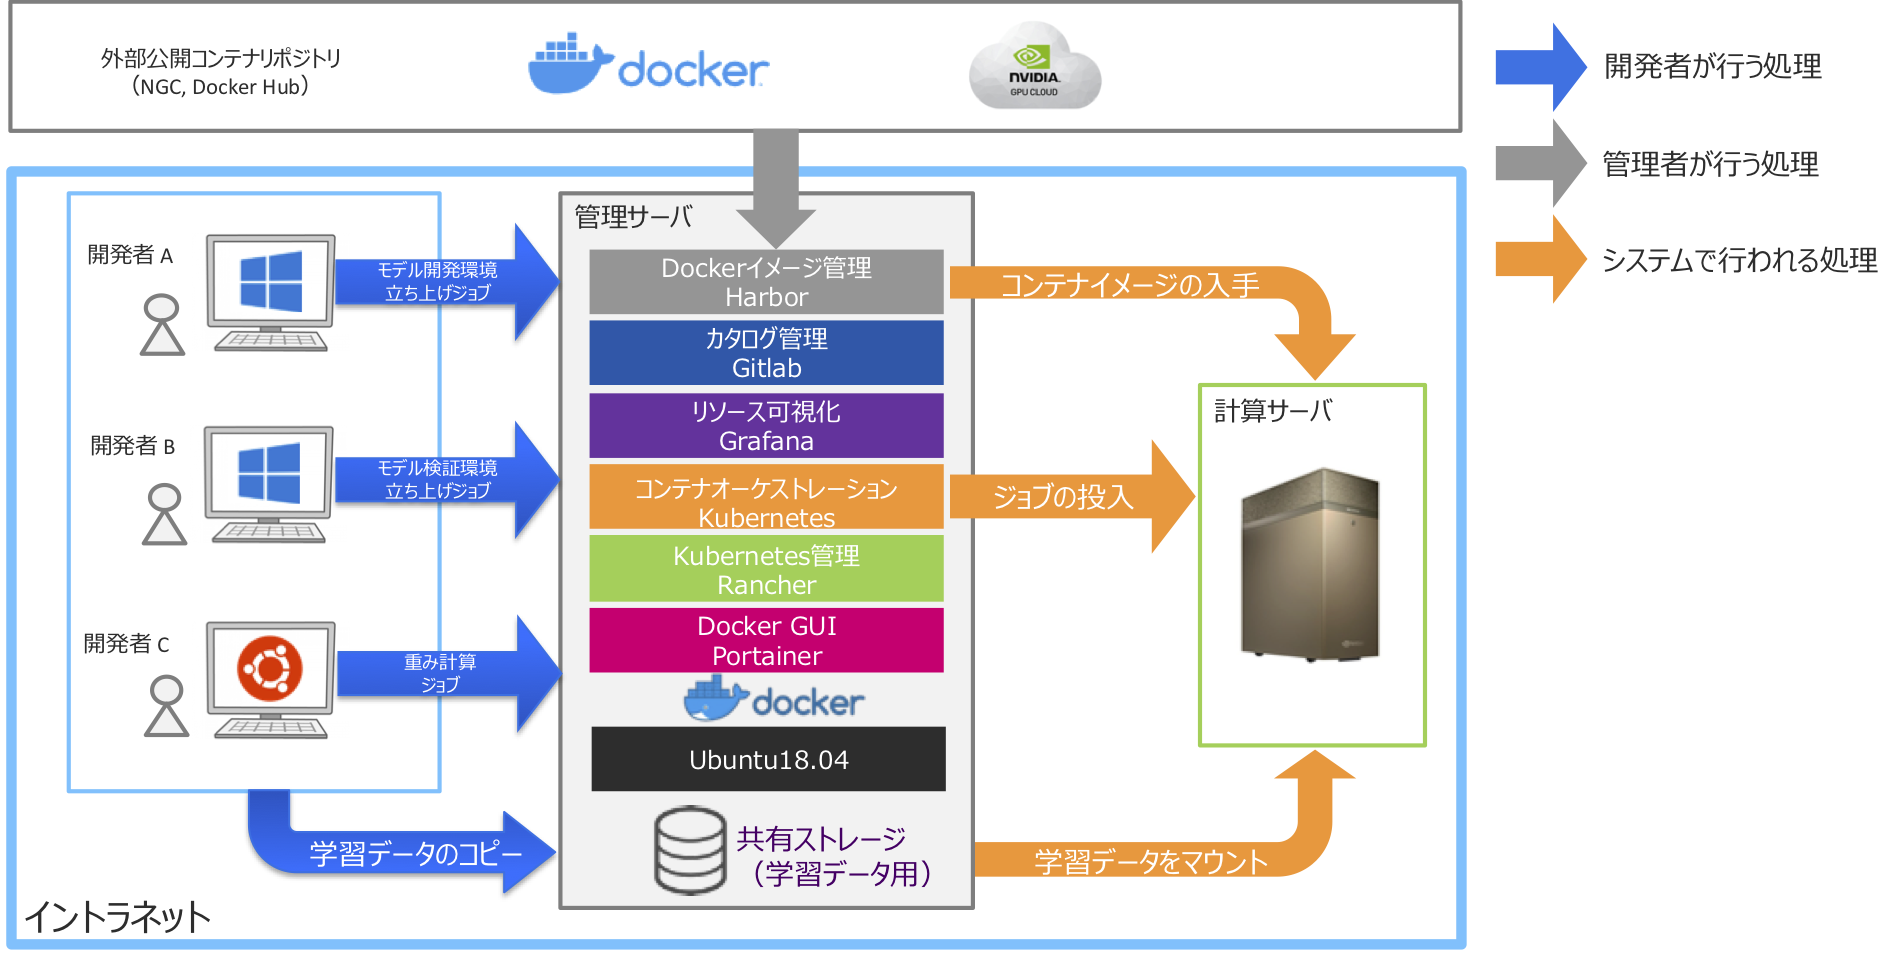 外部公開コンテナリポジトリ
（NGC, Docker Hub）
docker
NVIDIA.
GPU CLOUD
開発者が行う処理
管理者が行う処理
システムで行われる処理
開発者 A
モデル開発環境
立ち上げジョブ
開発者 B
モデル検証環境
立ち上げジョブ
開発者 C
重み計算
ジョブ
学習データのコピー
イントラネット
管理サーバ
Dockerイメージ管理
Harbor
カタログ管理
Gitlab
リソース可視化
Grafana
コンテナオーケストレーション
Kubernetes
Kubernetes管理
Rancher
Docker GUI
Portainer
docker
Ubuntu18.04
共有ストレージ
（学習データ用）
コンテナイメージの入手
ジョブの投入
学習データをマウント
計算サーバ